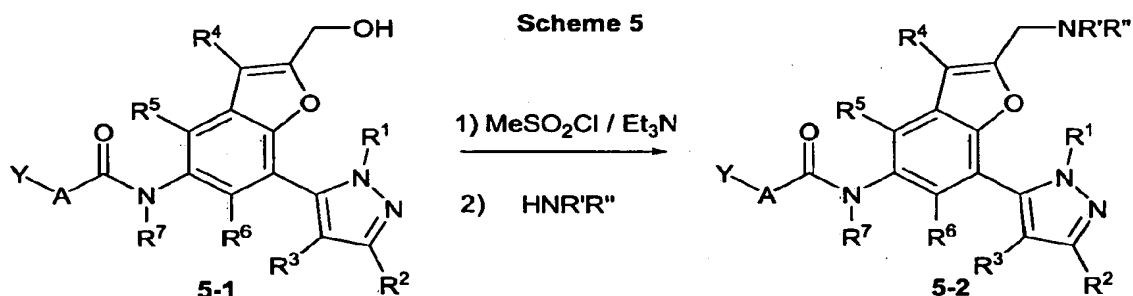 Scheme 5
R⁴ OH
R⁵ O
O R¹
Y A N N N
R⁷ R⁶
R³ R²
5-1
1) MeSO₂Cl / Et₃N
2) HNR'R"
R⁴ NR'R"
R⁵ O
O R¹
Y A N N N
R⁷ R⁶
R³ R²
5-2